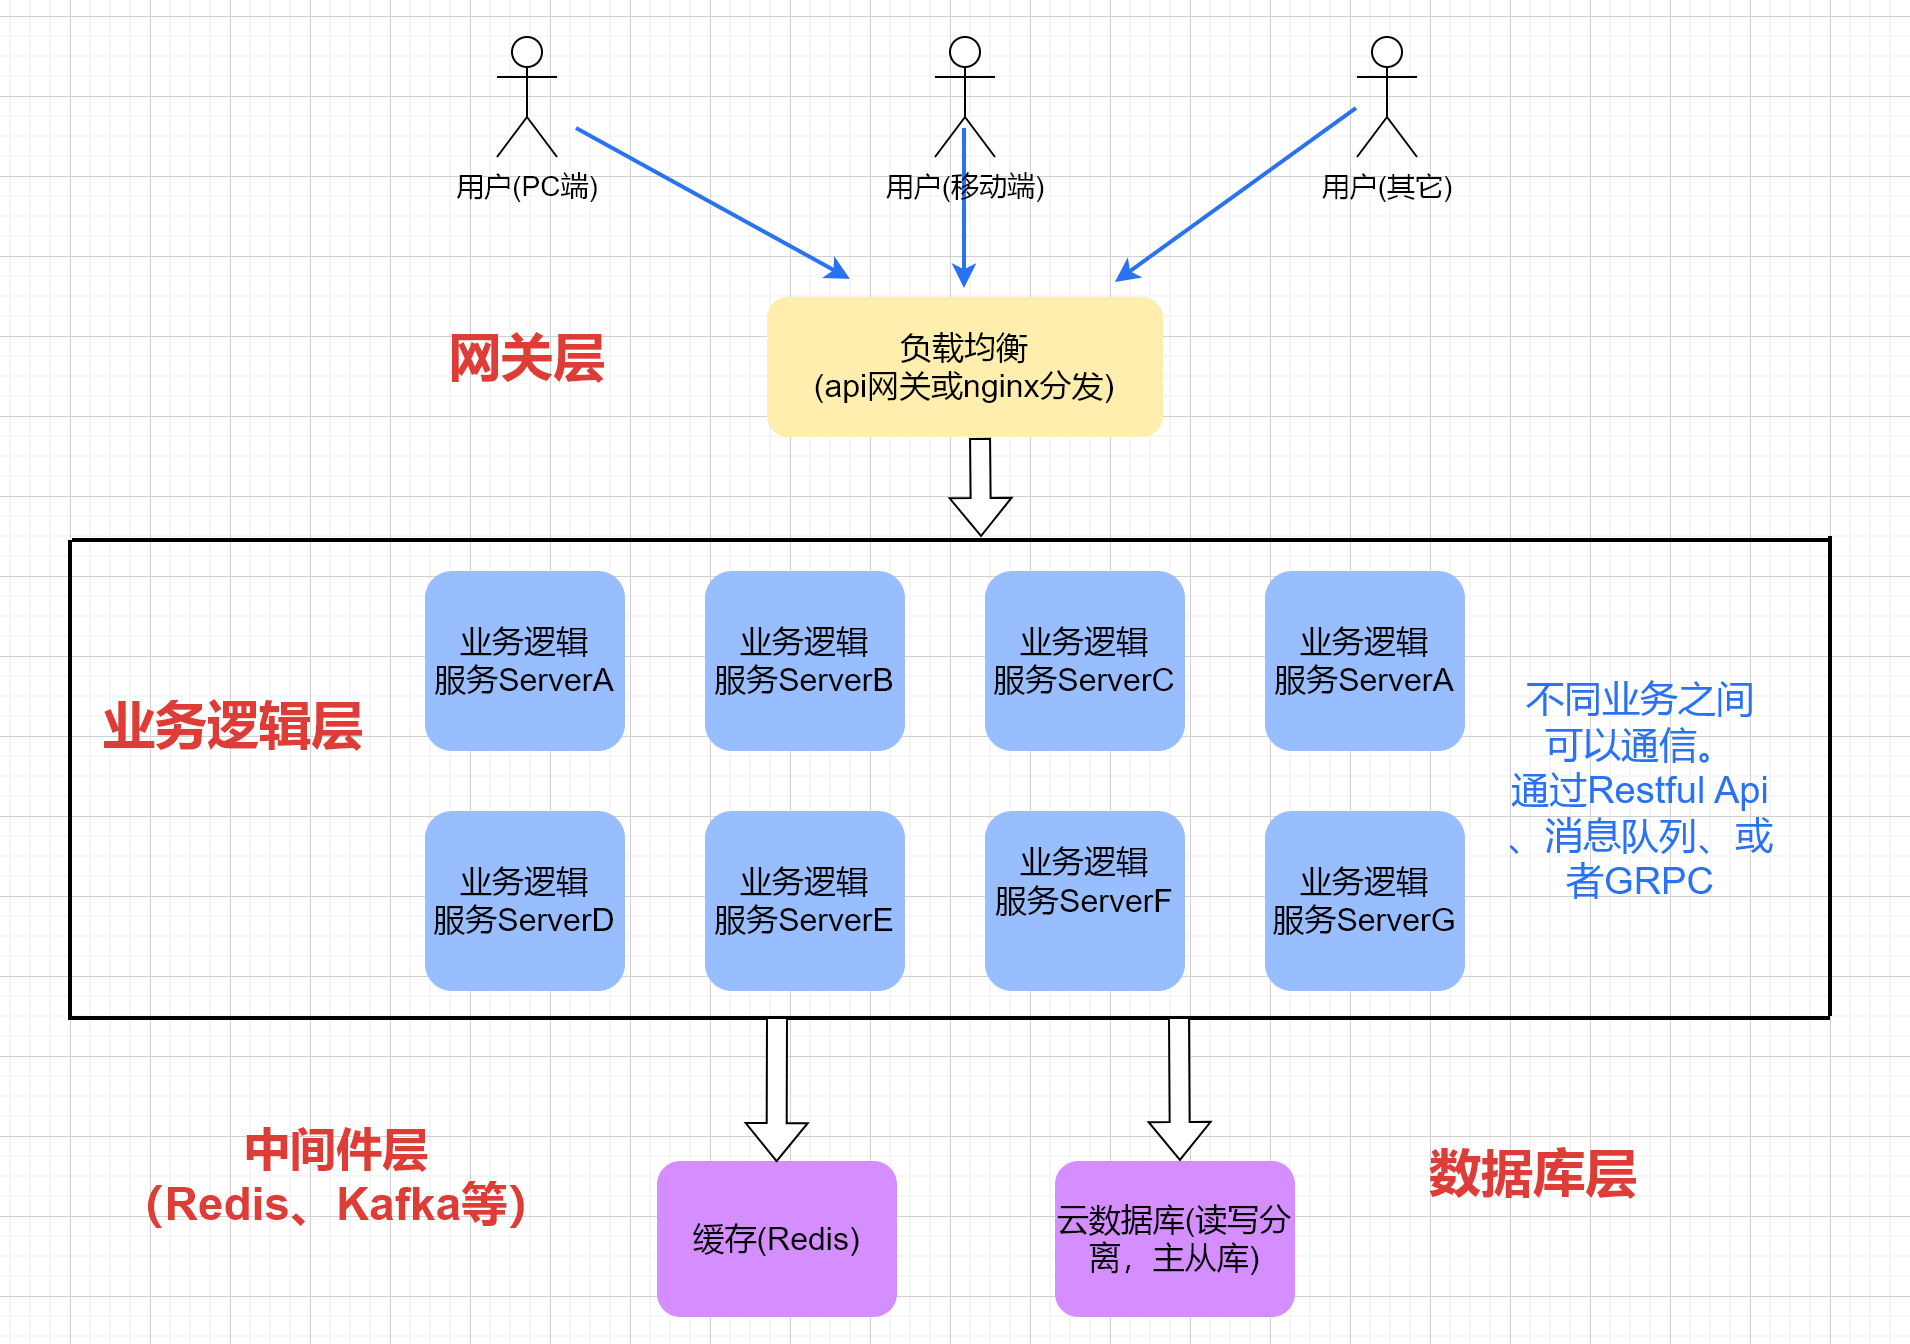 用户(PC端)
用户(移动端)
用户(其它)
网关层
负载均衡
(api网关或nginx分发)
业务逻辑层
业务逻辑
服务ServerA
业务逻辑
服务ServerB
业务逻辑
服务ServerC
业务逻辑
服务ServerA
业务逻辑
服务ServerD
业务逻辑
服务ServerE
业务逻辑
服务ServerF
业务逻辑
服务ServerG
不同业务之间
可以通信。
通过Restful Api
、消息队列、或
者GRPC
中间件层
（Redis、Kafka等）
缓存(Redis)
云数据库(读写分
离，主从库)
数据库层